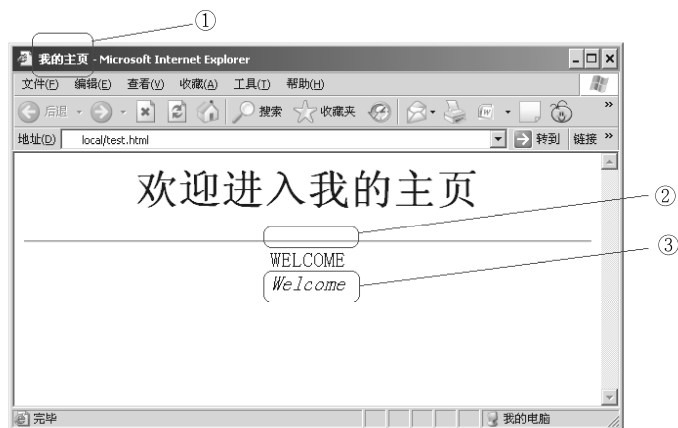 ①
我的主页 - Microsoft Internet Explorer
文件(F) 编辑(E) 查看(V) 收藏(A) 工具(T) 帮助(H)
后退 搜索 收藏夹 »
地址(D) local/test.html 转到 链接 »
欢迎进入我的主页
②
③
WELCOME
Welcome
完毕 我的电脑